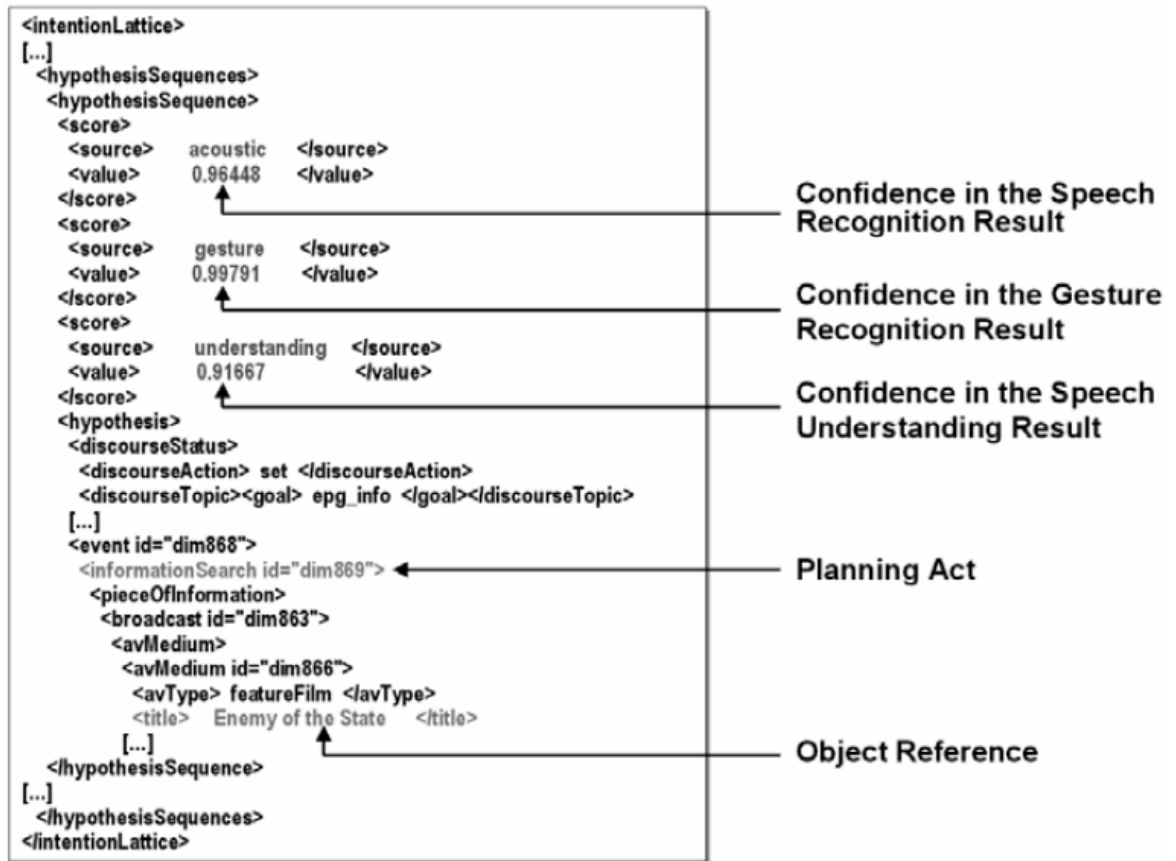 <intentionLattice>
[...]
<hypothesisSequences>
<hypothesisSequence>
<score>
<source> acoustic </source>
<value> 0.96448 </value>
</score>
<score>
<source> gesture </source>
<value> 0.99791 </value>
</score>
<score>
<source> understanding </source>
<value> 0.91667 </value>
</score>
<hypothesis>
<discourseStatus>
<discourseAction> set </discourseAction>
<discourseTopic><goal> epg_info </goal></discourseTopic>
[...]
<event id="dim868">
<informationSearch id="dim869">
<pieceOfInformation>
<broadcast id="dim863">
<avMedium>
<avMedium id="dim866">
<avType> featureFilm </avType>
<title> Enemy of the State </title>
[...]
</hypothesisSequence>
[...]
</hypothesisSequences>
</intentionLattice>
Confidence in the Speech
Recognition Result
Confidence in the Gesture
Recognition Result
Confidence in the Speech
Understanding Result
Planning Act
Object Reference